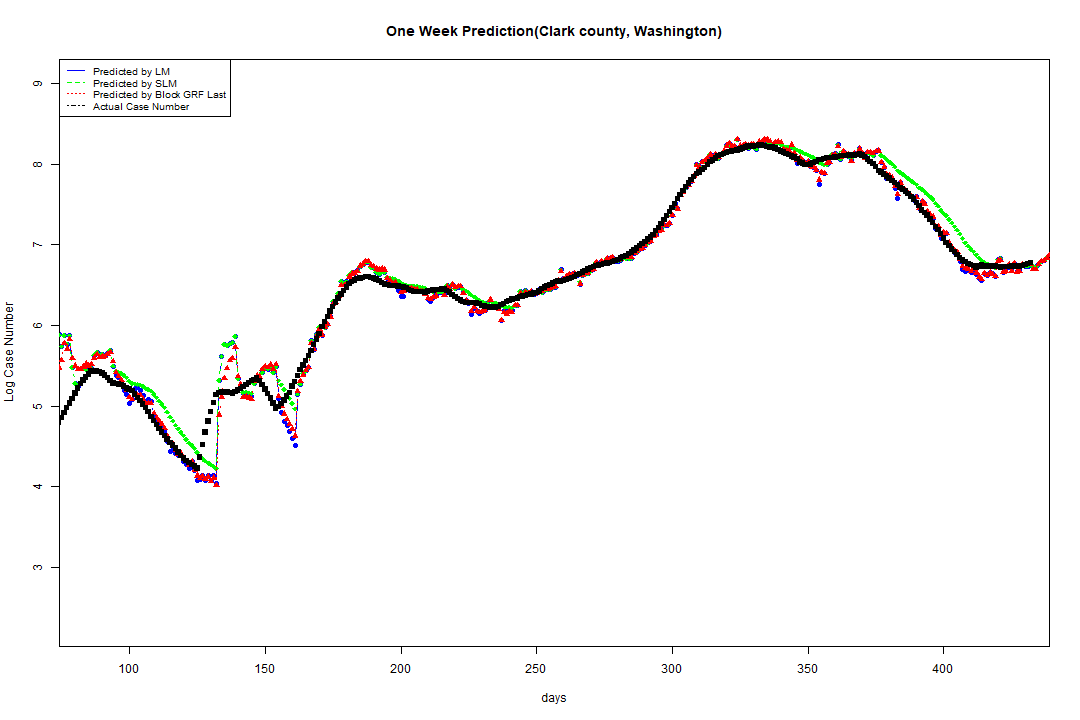 One Week Prediction(Clark county, Washington)
Predicted by LM
Predicted by SLM
Predicted by Block GRF Last
Actual Case Number
9
8
7
6
5
4
3
Log Case Number
100 150 200 250 300 350 400
days